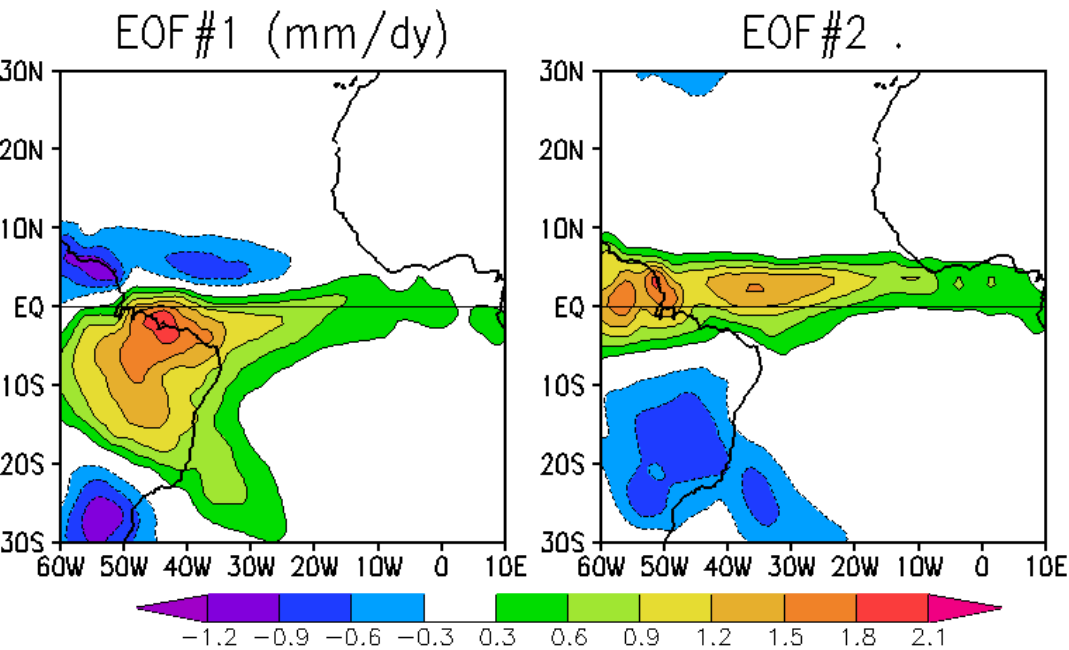 EOF#1 (mm/dy)
EOF#2 .
30N
20N
10N
EQ
10S
20S
30S
60W 50W 40W 30W 20W 10W 0 10E
30N
20N
10N
EQ
10S
20S
30S
60W 50W 40W 30W 20W 10W 0 10E
-1.2 -0.9 -0.6 -0.3 0.3 0.6 0.9 1.2 1.5 1.8 2.1